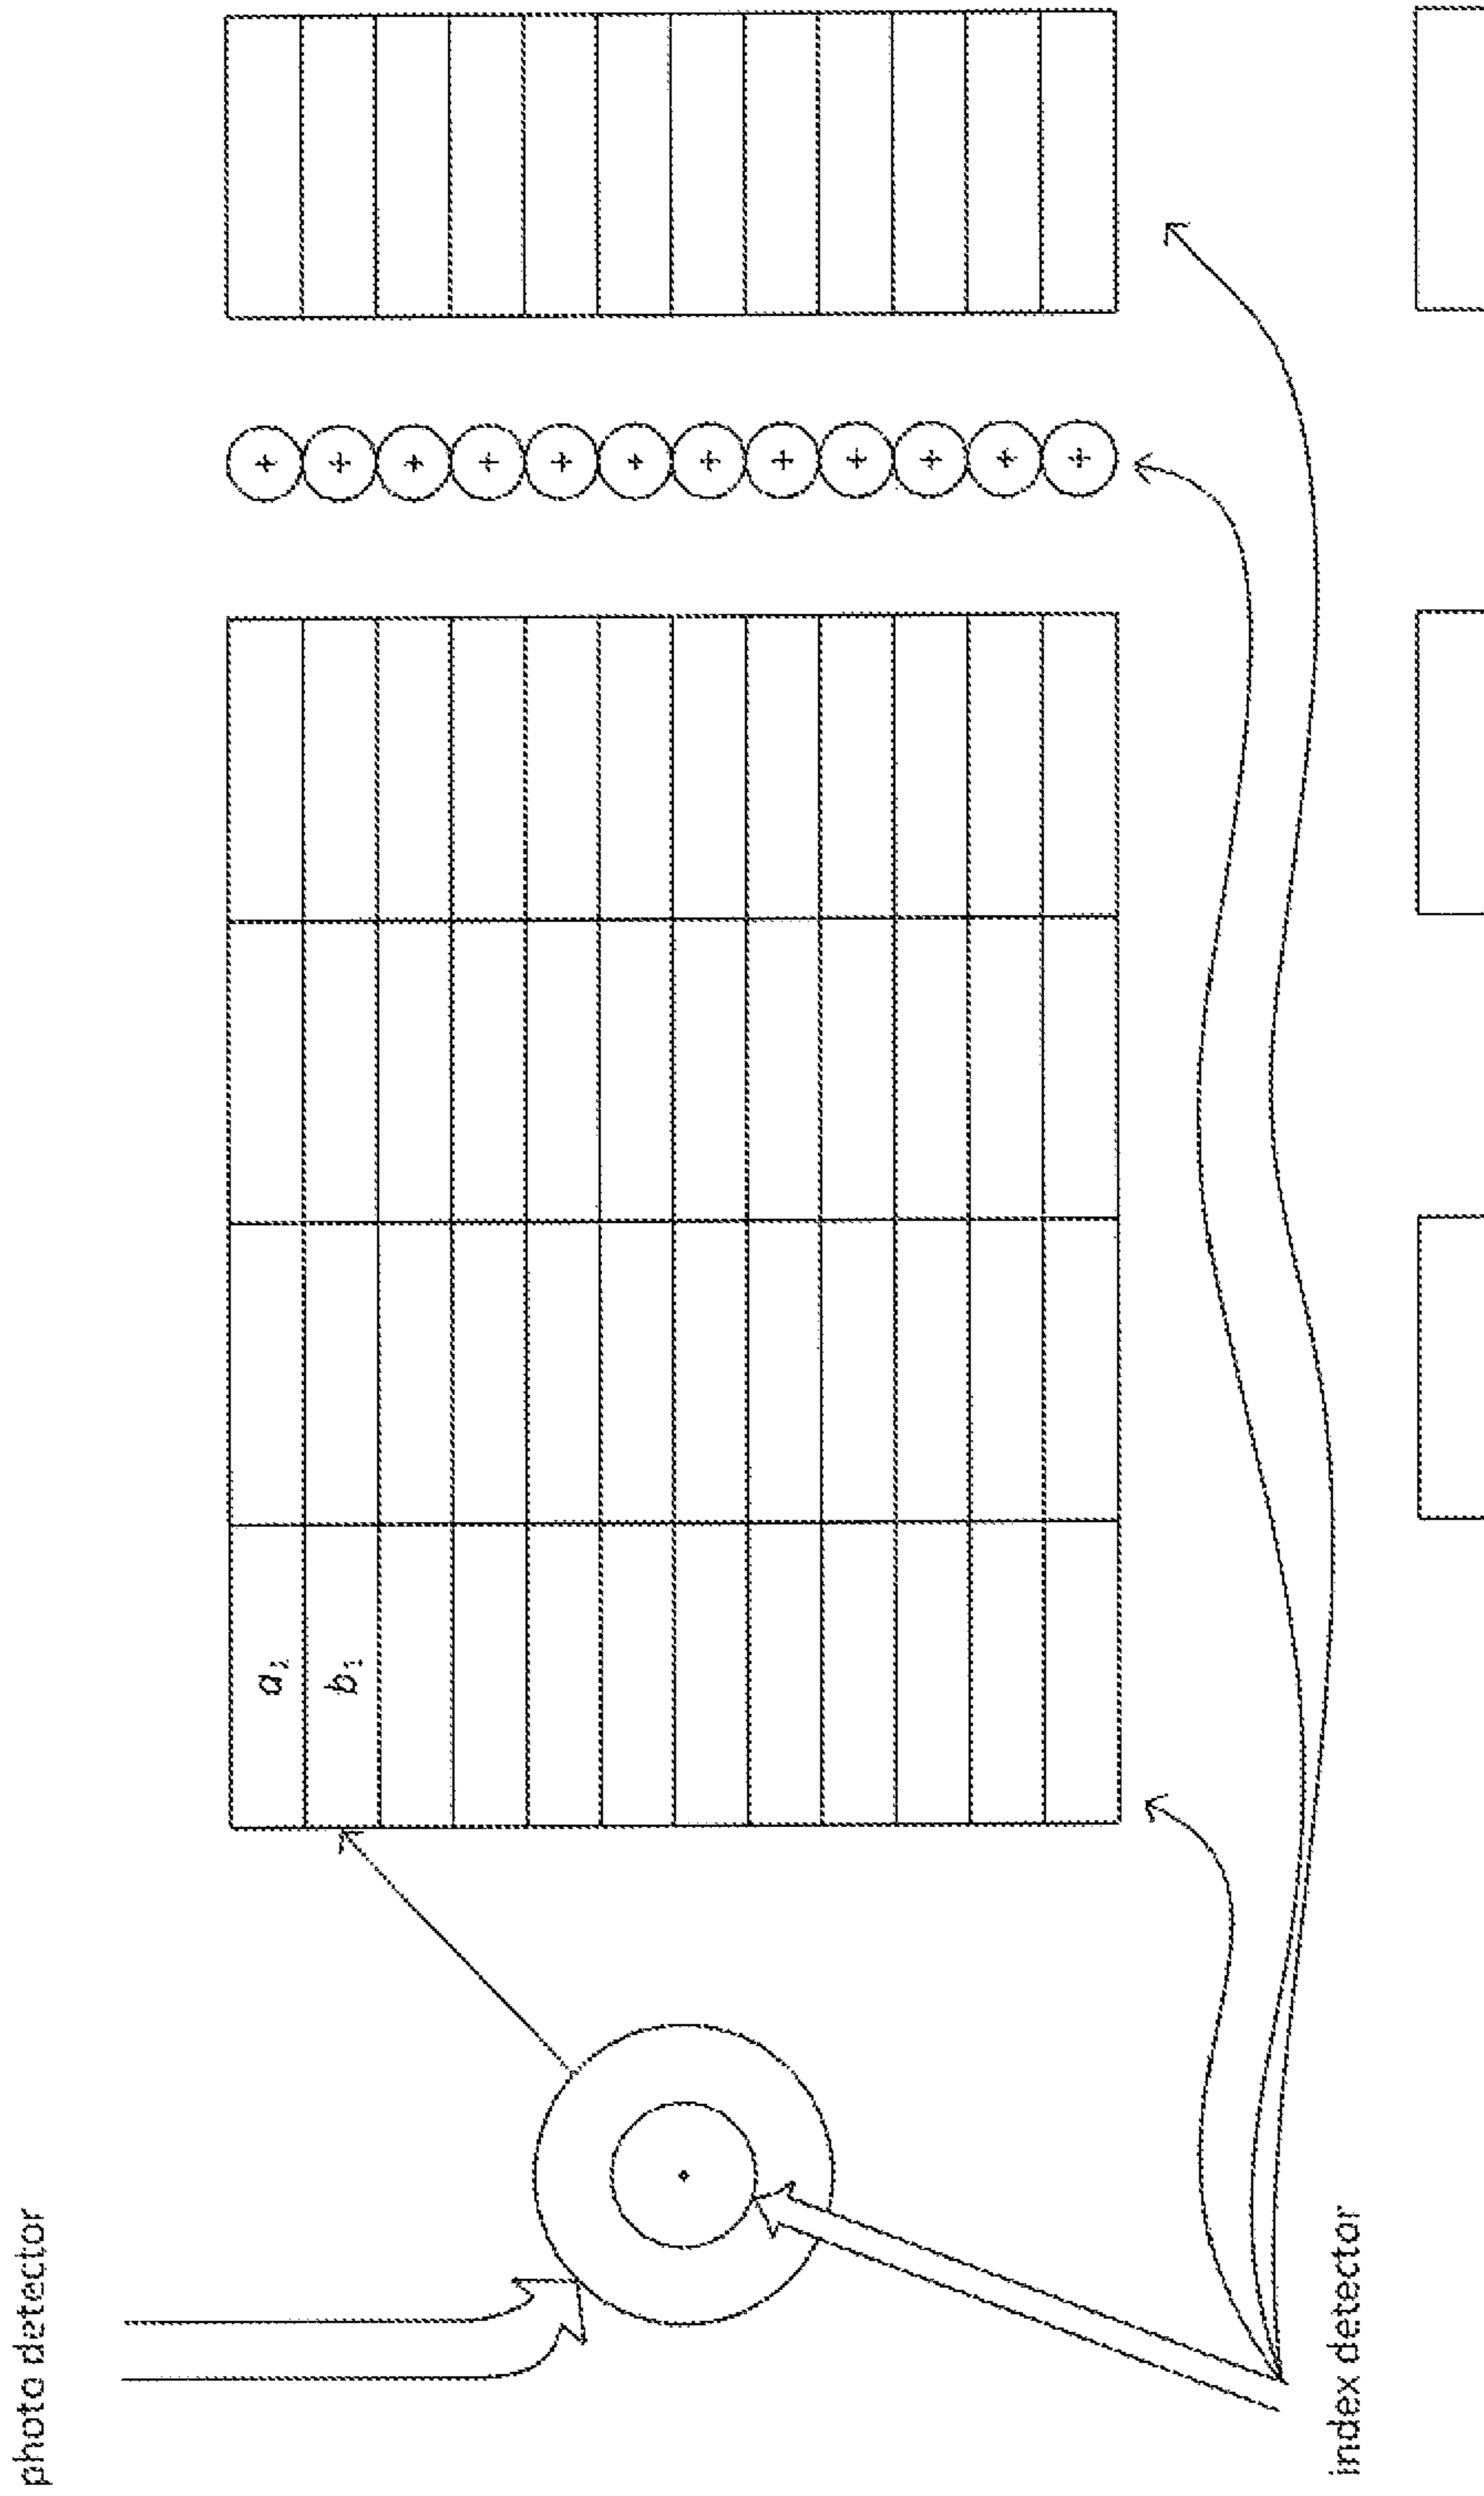 photo detector
a₁
b₁
+ + + + + + + + + + + +
index detector